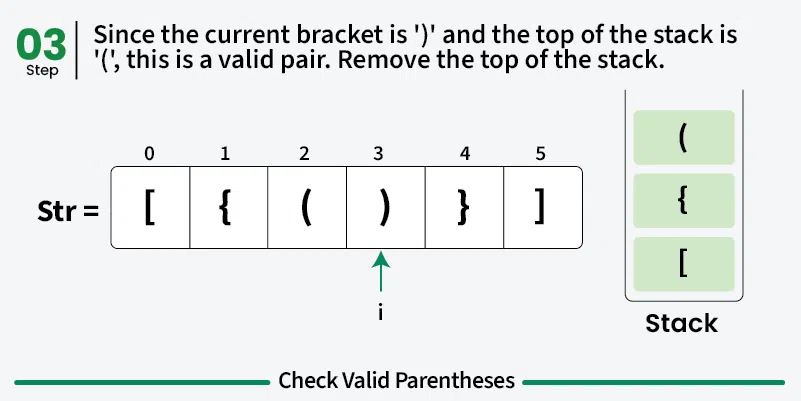 03
Step
Since the current bracket is ')' and the top of the stack is
'(', this is a valid pair. Remove the top of the stack.
0 1 2 3 4 5
Str = [ { ( ) } ]
i
(
{
[
Stack
Check Valid Parentheses